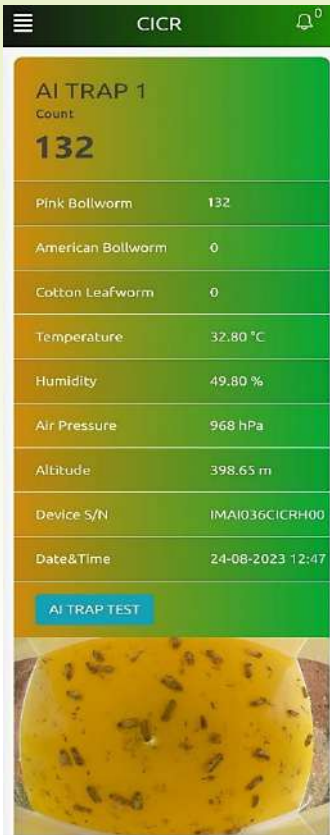 CICR
0
AI TRAP 1
Count
132
Pink Bollworm 132
American Bollworm 0
Cotton Leafworm 0
Temperature 32.80 °C
Humidity 49.80 %
Air Pressure 968 hPa
Altitude 398.65 m
Device S/N IMAI036CICRH00
Date&Time 24-08-2023 12:47
AI TRAP TEST